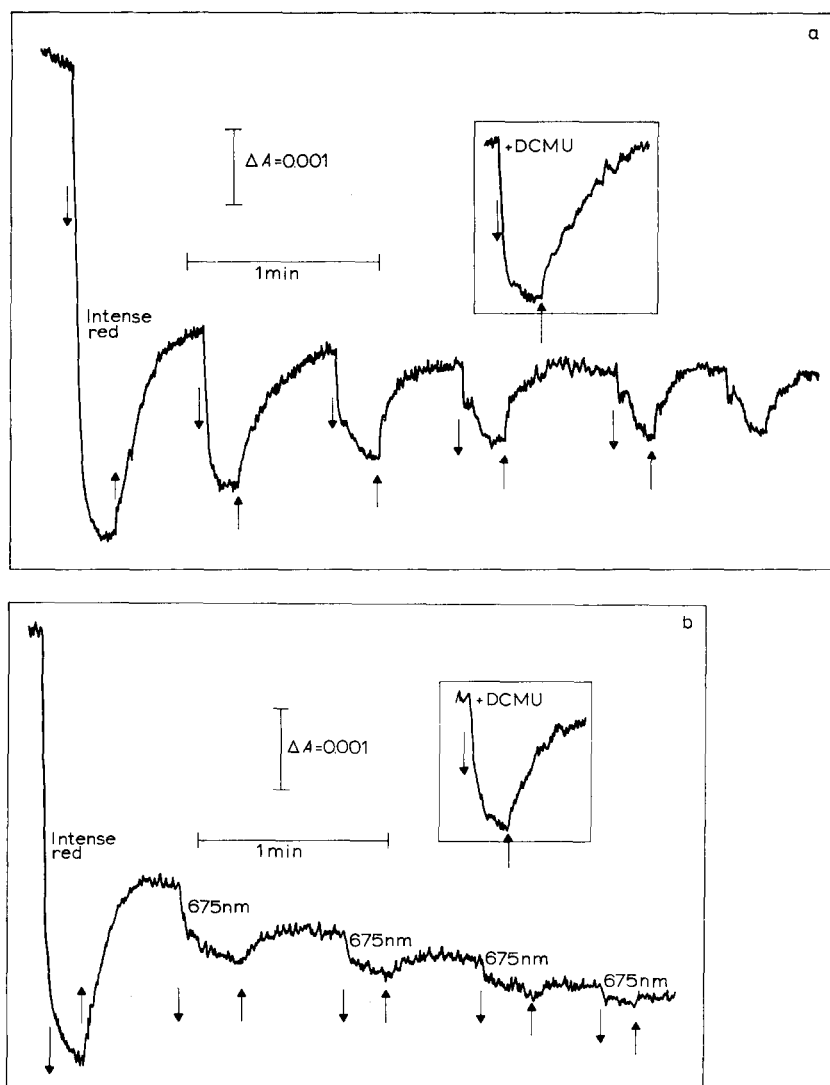 a
+DCMU
ΔA=0.001
1min
Intense
red
b
+DCMU
ΔA=0.001
Intense
red
1min
675nm
675nm
675nm
675nm